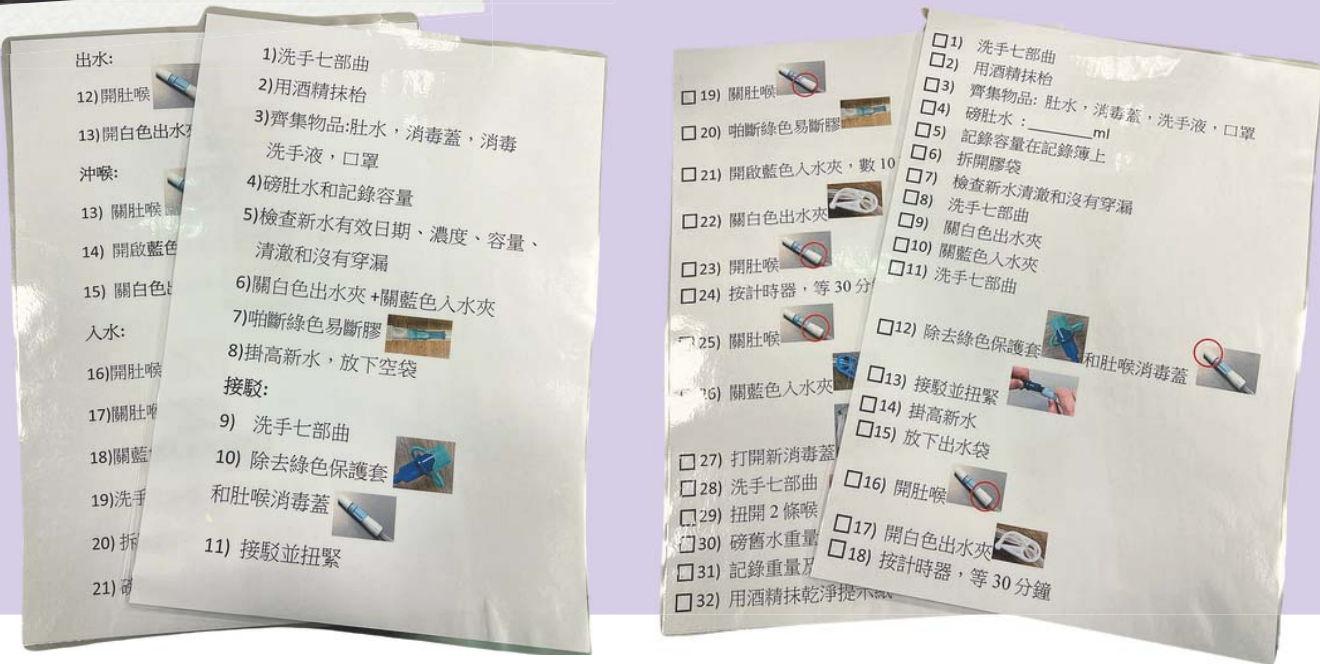 出水:
12)開肚喉
13)開白色出水夾
沖喉:
13) 關肚喉
14) 開啟藍色
15) 關白色
入水:
16)開肚喉
17)關肚喉
18)關藍
19)洗手
20) 拆
21)
1)洗手七部曲
2)用酒精抹枱
3)齊集物品:肚水,消毒蓋,消毒
洗手液,口罩
4)磅肚水和記錄容量
5)檢查新水有效日期、濃度、容量、
清澈和沒有穿漏
6)關白色出水夾+關藍色入水夾
7)啪斷綠色易斷膠
8)掛高新水,放下空袋
接駁:
9) 洗手七部曲
10) 除去綠色保護套
和肚喉消毒蓋
11) 接駁並扭緊
19) 關肚喉
20) 啪斷綠色易斷膠
21) 開啟藍色入水夾,數 10
22) 關白色出水夾
23) 開肚喉
24) 按計時器,等 30 分
25) 關肚喉
26) 關藍色入水夾
27) 打開新消毒蓋
28) 洗手七部曲
29) 扭開 2 條喉
30) 磅舊水重量
31) 記錄重量及
32) 用酒精抹乾淨提示紙
1) 洗手七部曲
2) 用酒精抹枱
3) 齊集物品: 肚水,消毒蓋,洗手液,口罩
4) 磅肚水:______ml
5) 記錄容量在記錄簿上
6) 拆開膠袋
7) 檢查新水清澈和沒有穿漏
8) 洗手七部曲
9) 關白色出水夾
10) 關藍色入水夾
11) 洗手七部曲
12) 除去綠色保護套 和肚喉消毒蓋
13) 接駁並扭緊
14) 掛高新水
15) 放下出水袋
16) 開肚喉
17) 開白色出水夾
18) 按計時器,等 30 分鐘